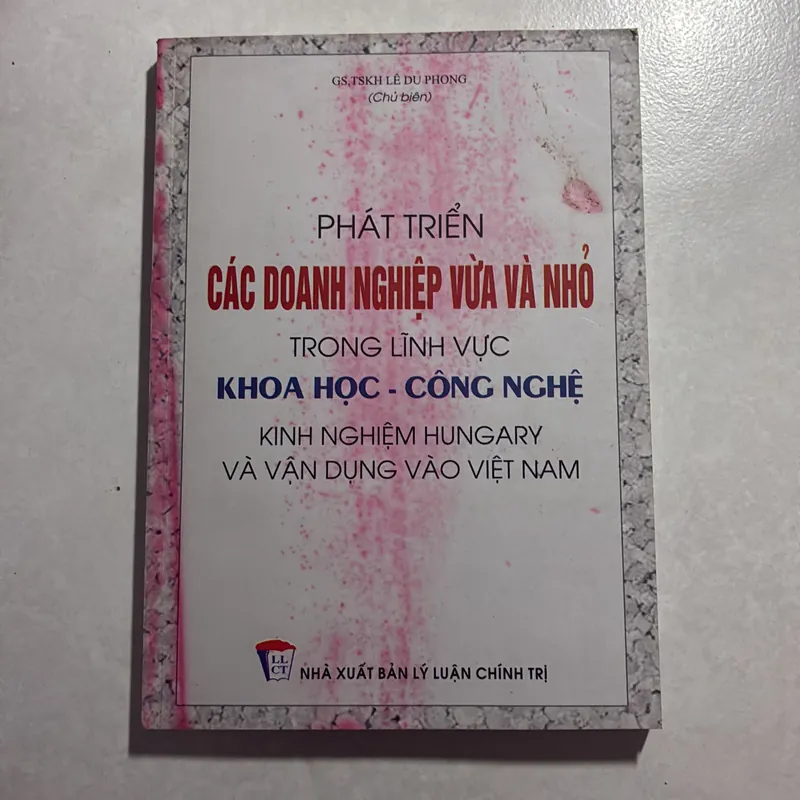 GS,TSKH LÊ DU PHONG
(Chủ biên)
PHÁT TRIỂN
CÁC DOANH NGHIỆP VỪA VÀ NHỎ
TRONG LĨNH VỰC
KHOA HỌC - CÔNG NGHỆ
KINH NGHIỆM HUNGARY
VÀ VẬN DỤNG VÀO VIỆT NAM
LL
CT
NHÀ XUẤT BẢN LÝ LUẬN CHÍNH TRỊ